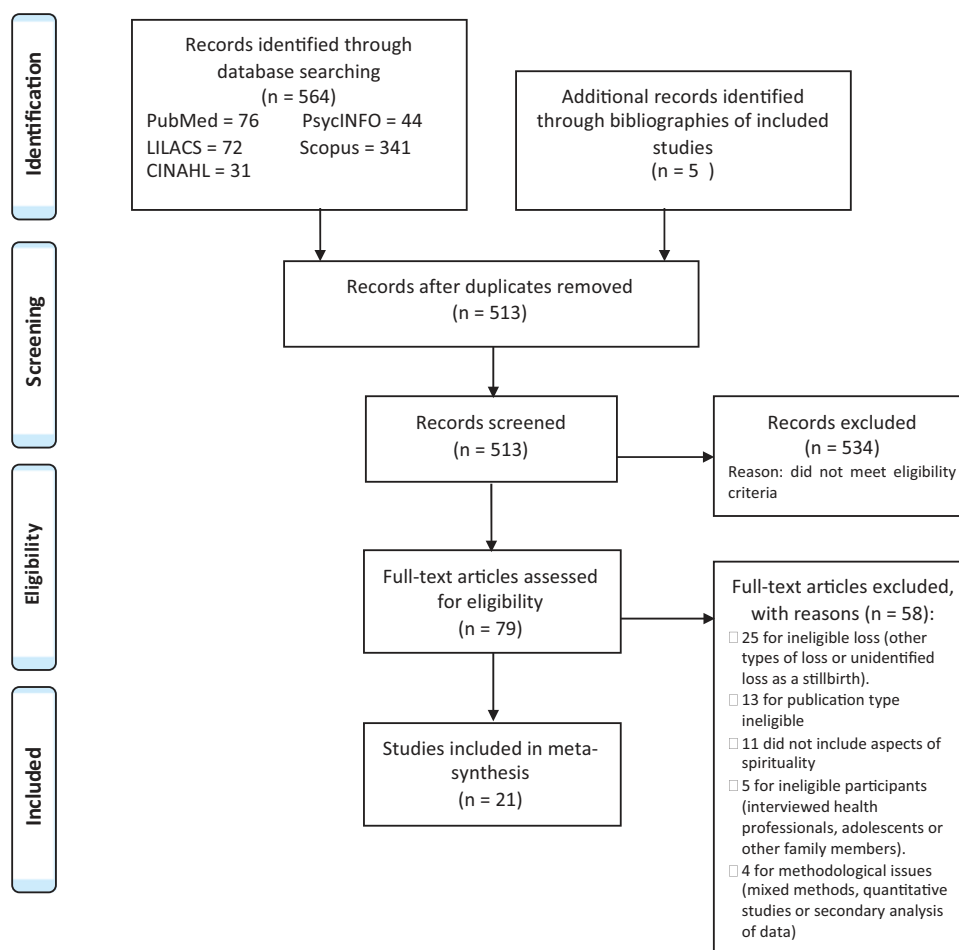 Identification
Records identified through
database searching
(n = 564)
PubMed = 76 PsycINFO = 44
LILACS = 72 Scopus = 341
CINAHL = 31
Additional records identified
through bibliographies of included
studies
(n = 5 )
Screening
Records after duplicates removed
(n = 513)
Records screened
(n = 513)
Records excluded
(n = 534)
Reason: did not meet eligibility
criteria
Eligibility
Full-text articles assessed
for eligibility
(n = 79)
Full-text articles excluded,
with reasons (n = 58):
25 for ineligible loss (other
types of loss or unidentified
loss as a stillbirth).
13 for publication type
ineligible
11 did not include aspects of
spirituality
5 for ineligible participants
(interviewed health
professionals, adolescents or
other family members).
4 for methodological issues
(mixed methods, quantitative
studies or secondary analysis
of data)
Included
Studies included in meta-
synthesis
(n = 21)